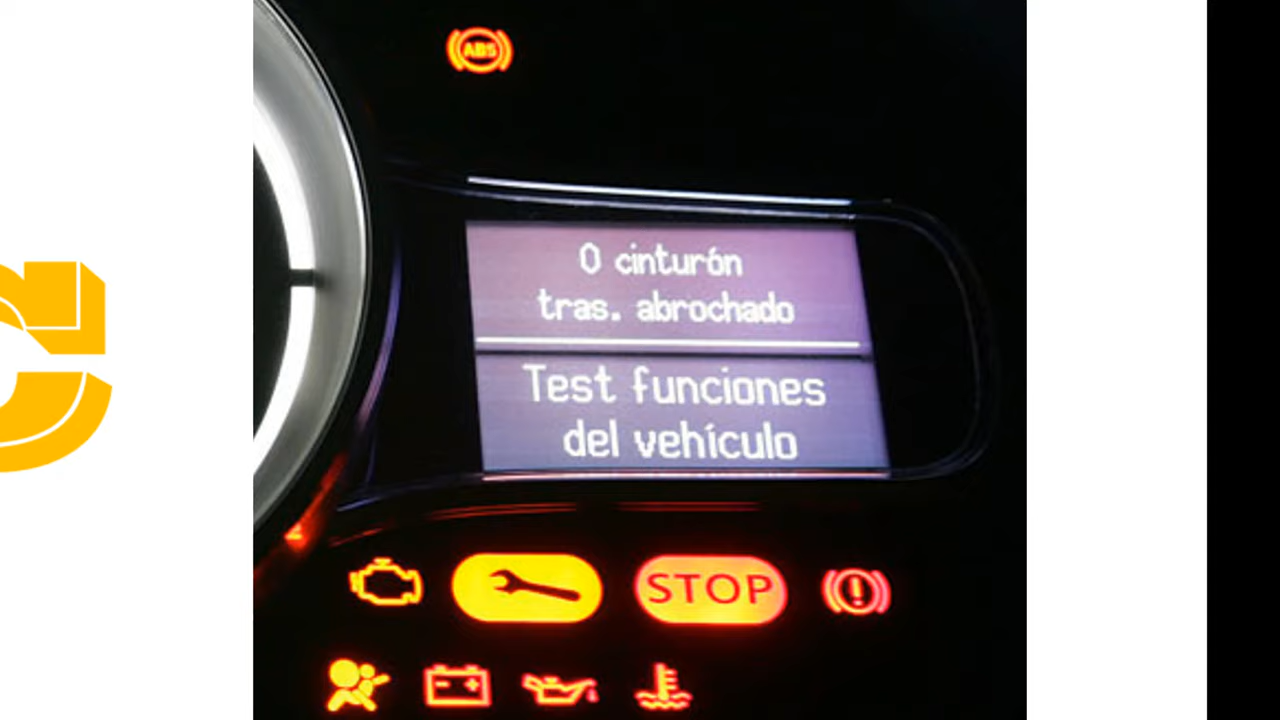 ABS
0 cinturón
tras. abrochado
Test funciones
del vehículo
STOP